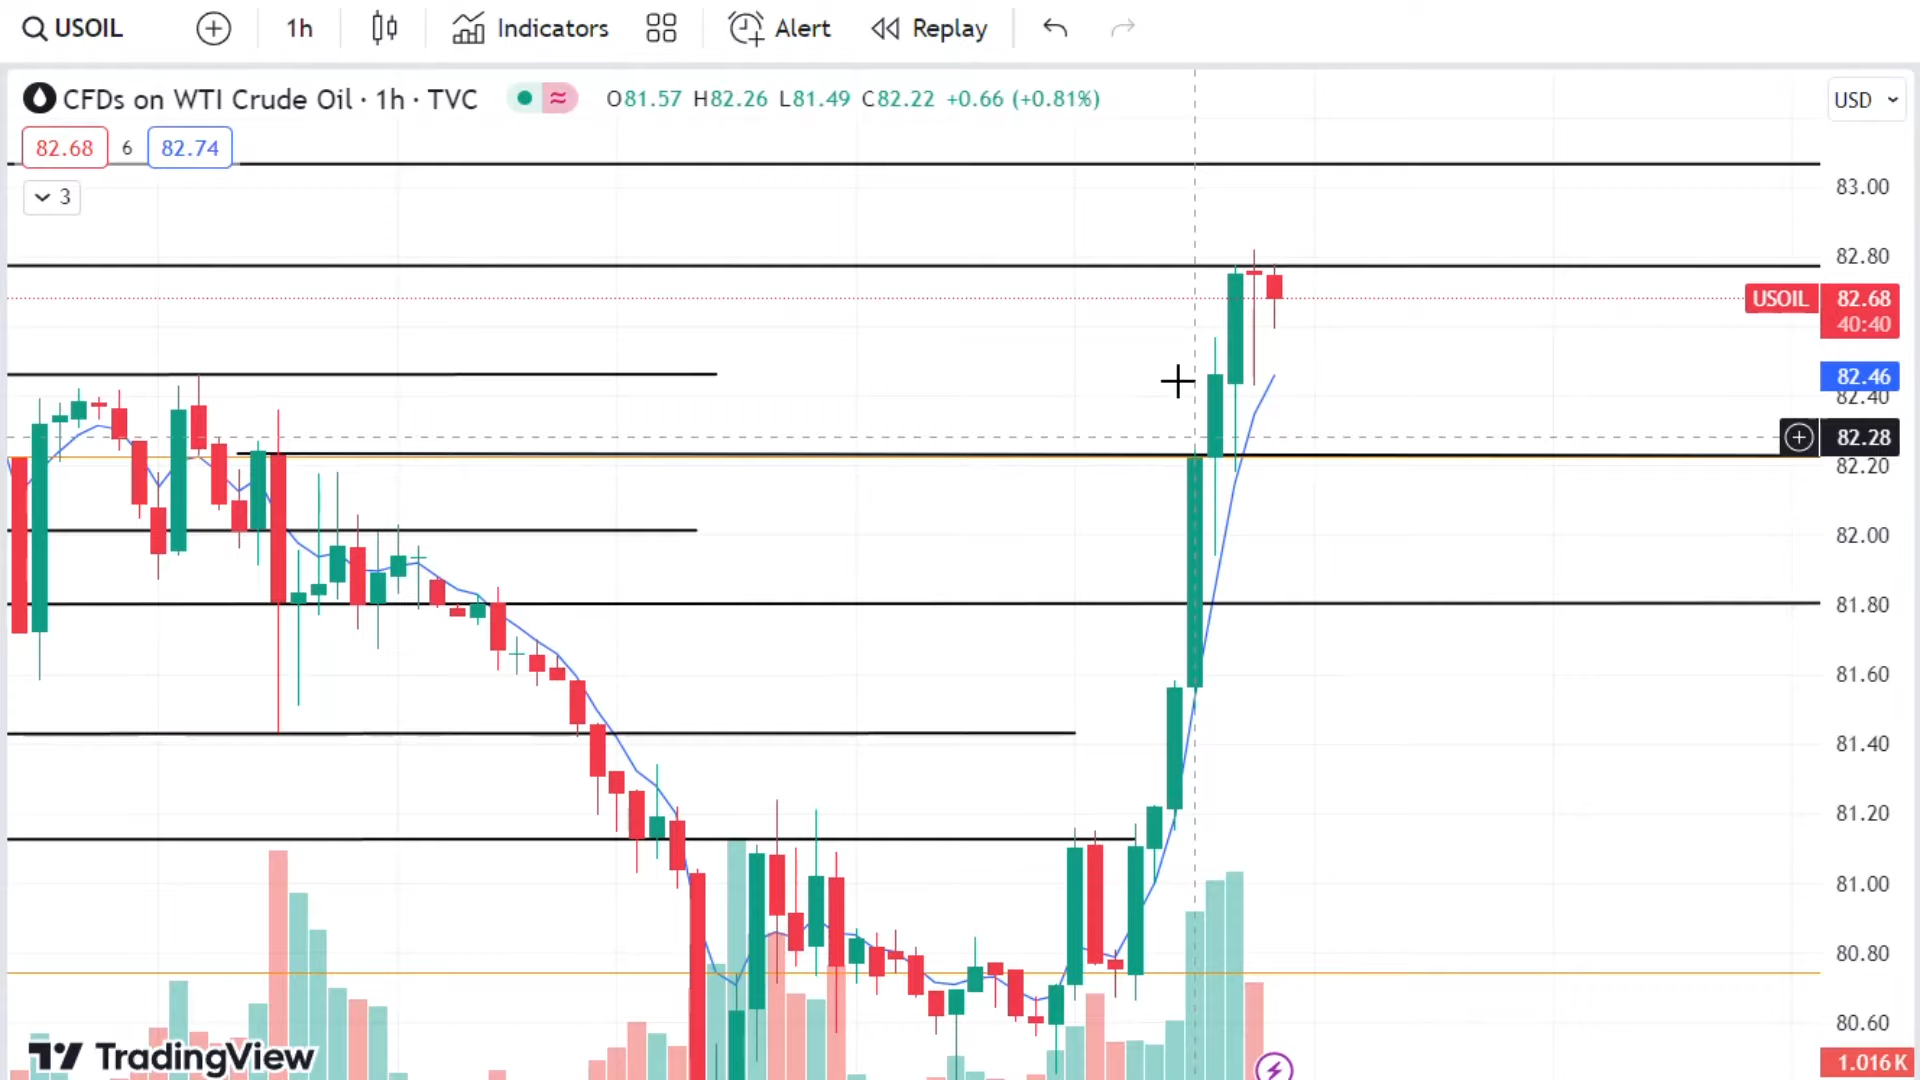 USOIL 1h Indicators Alert Replay
CFDs on WTI Crude Oil · 1h · TVC O81.57 H82.26 L81.49 C82.22 +0.66 (+0.81%) USD
82.68 6 82.74
3
83.00
82.80
USOIL 82.68
40:40
82.46
82.40
82.28
82.20
82.00
81.80
81.60
81.40
81.20
81.00
80.80
80.60
TradingView
1.016K